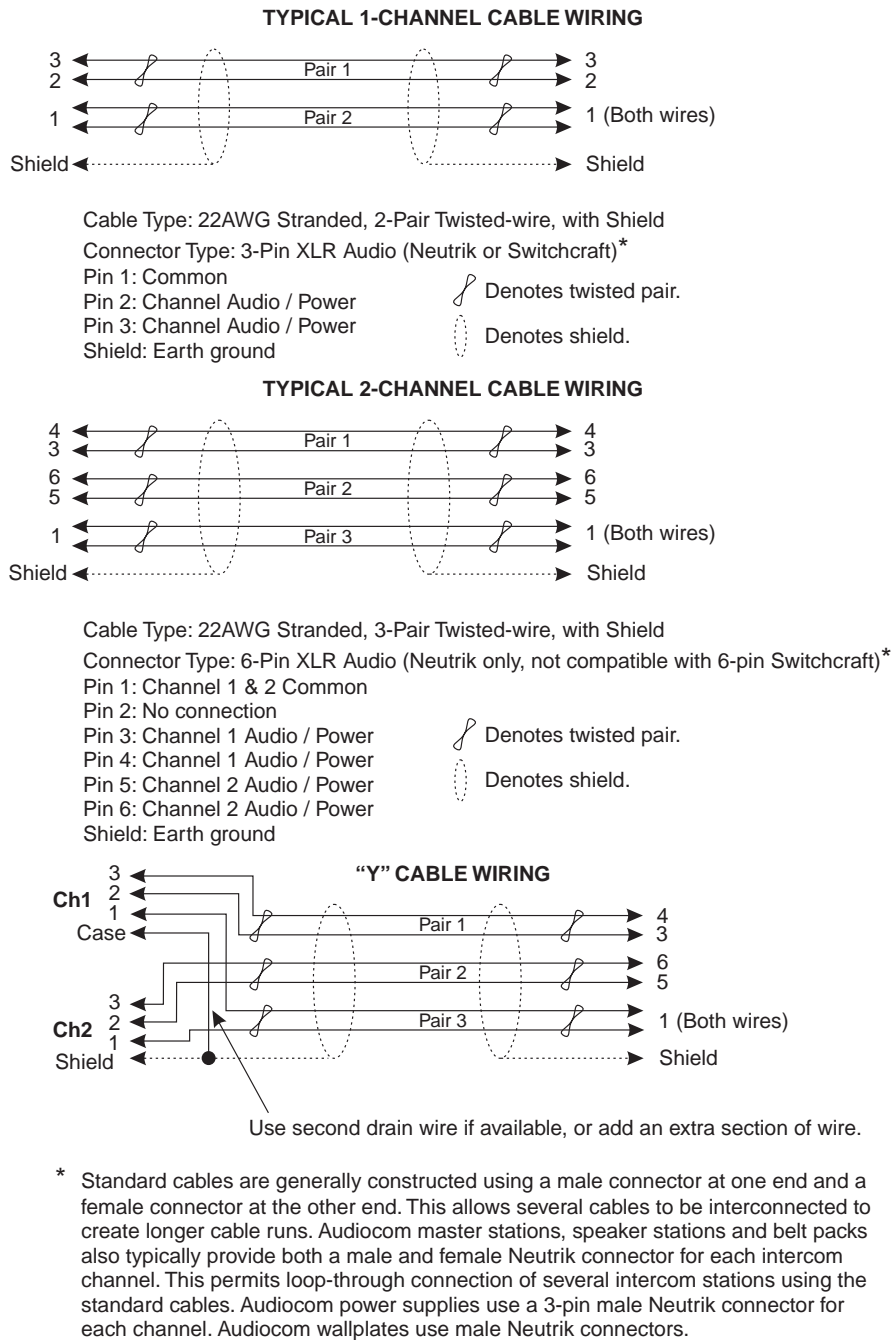 TYPICAL 1-CHANNEL CABLE WIRING
3 Pair 1 3
2 2
1 Pair 2 1 (Both wires)
Shield Shield
Cable Type: 22AWG Stranded, 2-Pair Twisted-wire, with Shield
Connector Type: 3-Pin XLR Audio (Neutrik or Switchcraft)*
Pin 1: Common
Pin 2: Channel Audio / Power
Pin 3: Channel Audio / Power
Shield: Earth ground
Denotes twisted pair.
Denotes shield.
TYPICAL 2-CHANNEL CABLE WIRING
4 Pair 1 4
3 3
6 Pair 2 6
5 5
1 Pair 3 1 (Both wires)
Shield Shield
Cable Type: 22AWG Stranded, 3-Pair Twisted-wire, with Shield
Connector Type: 6-Pin XLR Audio (Neutrik only, not compatible with 6-pin Switchcraft)*
Pin 1: Channel 1 & 2 Common
Pin 2: No connection
Pin 3: Channel 1 Audio / Power
Pin 4: Channel 1 Audio / Power
Pin 5: Channel 2 Audio / Power
Pin 6: Channel 2 Audio / Power
Shield: Earth ground
Denotes twisted pair.
Denotes shield.
“Y” CABLE WIRING
Ch1
3
2
1
Case
Ch2
3
2
1
Shield
Pair 1
Pair 2
Pair 3
4
3
6
5
1 (Both wires)
Shield
Use second drain wire if available, or add an extra section of wire.
* Standard cables are generally constructed using a male connector at one end and a
female connector at the other end. This allows several cables to be interconnected to
create longer cable runs. Audiocom master stations, speaker stations and belt packs
also typically provide both a male and female Neutrik connector for each intercom
channel. This permits loop-through connection of several intercom stations using the
standard cables. Audiocom power supplies use a 3-pin male Neutrik connector for
each channel. Audiocom wallplates use male Neutrik connectors.